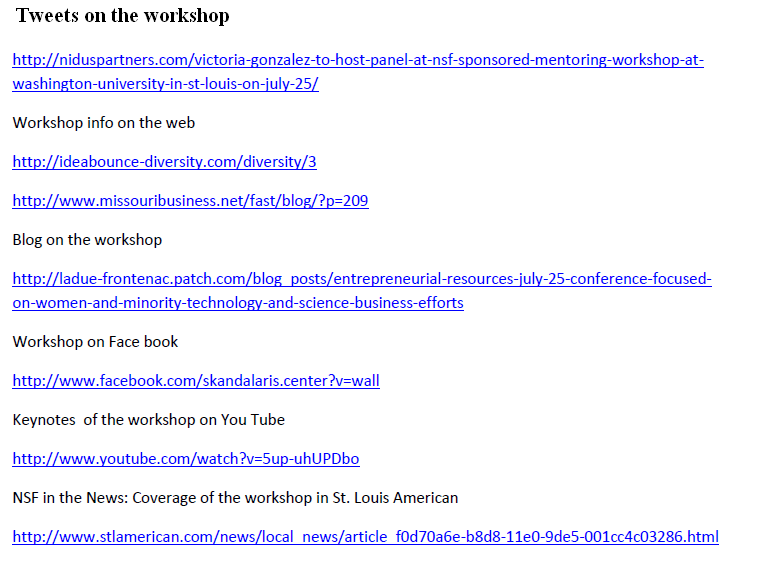 Tweets on the workshop
http://niduspartners.com/victoria-gonzalez-to-host-panel-at-nsf-sponsored-mentoring-workshop-at-
washington-university-in-st-louis-on-july-25/
Workshop info on the web
http://ideabounce-diversity.com/diversity/3
http://www.missouribusiness.net/fast/blog/?p=209
Blog on the workshop
http://ladue-frontenac.patch.com/blog_posts/entrepreneurial-resources-july-25-conference-focused-
on-women-and-minority-technology-and-science-business-efforts
Workshop on Face book
http://www.facebook.com/skandalaris.center?v=wall
Keynotes  of the workshop on You Tube
http://www.youtube.com/watch?v=5up-uhUPDbo
NSF in the News: Coverage of the workshop in St. Louis American
http://www.stlamerican.com/news/local_news/article_f0d70a6e-b8d8-11e0-9de5-001cc4c03286.html